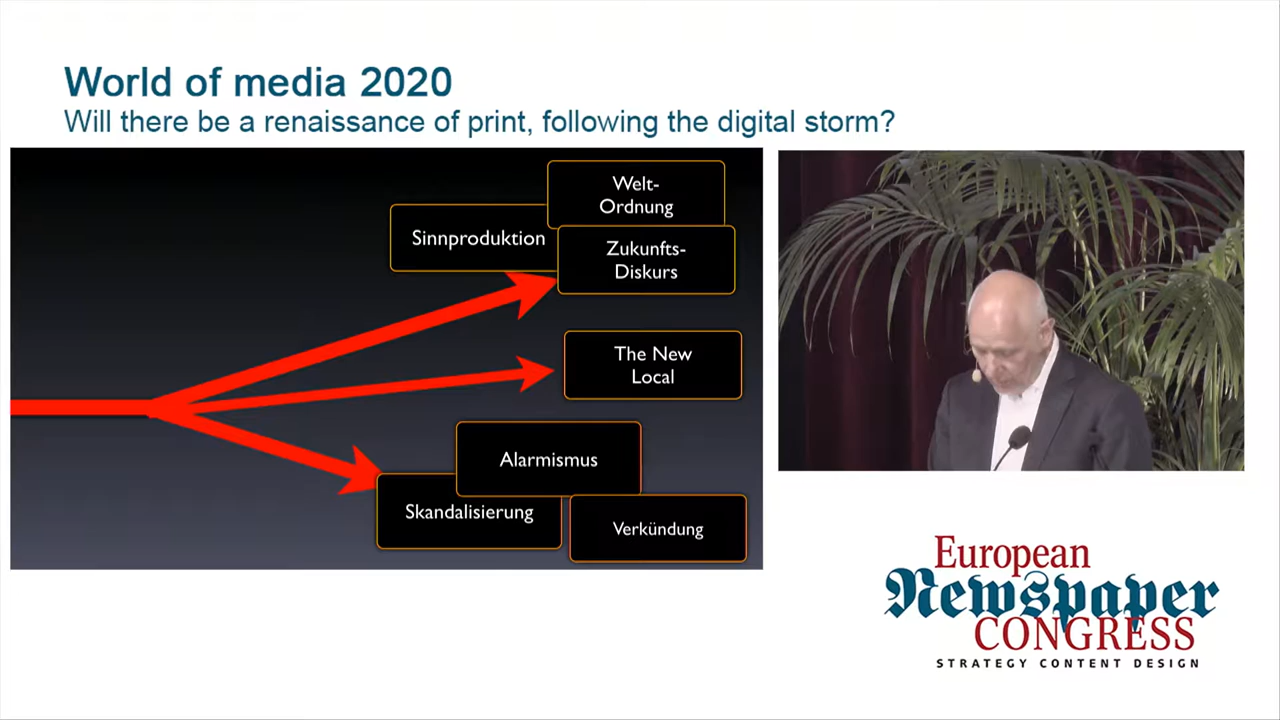 World of media 2020
Will there be a renaissance of print, following the digital storm?
Welt-
Ordnung
Sinnproduktion
Zukunfts-
Diskurs
The New
Local
Alarmismus
Skandalisierung
Verkündung
European
Newspaper
CONGRESS
STRATEGY CONTENT DESIGN